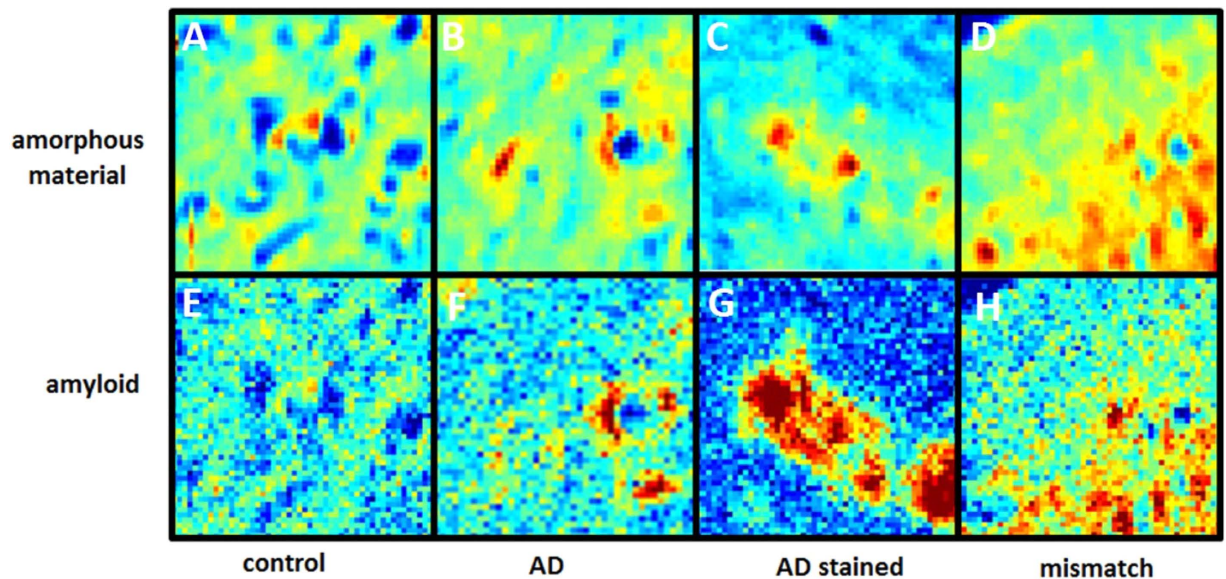 A B C D
amorphous
material
E F G H
amyloid
control AD AD stained mismatch